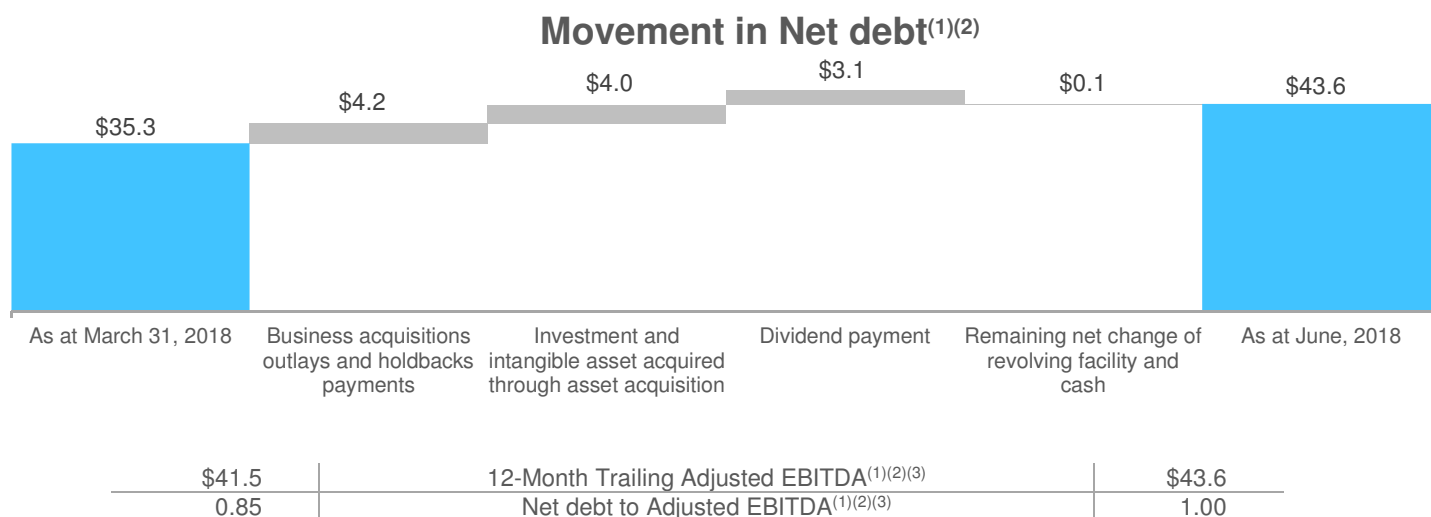 Movement in Net debt(1)(2)
$35.3
$4.2
$4.0
$3.1
$0.1
$43.6
As at March 31, 2018
Business acquisitions
outlays and holdbacks
payments
Investment and
intangible asset acquired
through asset acquisition
Dividend payment
Remaining net change of
revolving facility and
cash
As at June, 2018
$41.5 12-Month Trailing Adjusted EBITDA(1)(2)(3) $43.6
0.85 Net debt to Adjusted EBITDA(1)(2)(3) 1.00